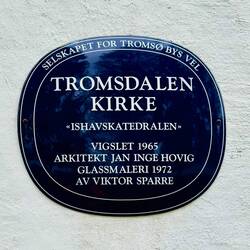 SELSKAPET FOR TROMSØ BYS VEL
TROMSDALEN
KIRKE
«ISHAVSKATEDRALEN»
VIGSLET 1965
ARKITEKT JAN INGE HOVIG
GLASSMALERI 1972
AV VIKTOR SPARRE